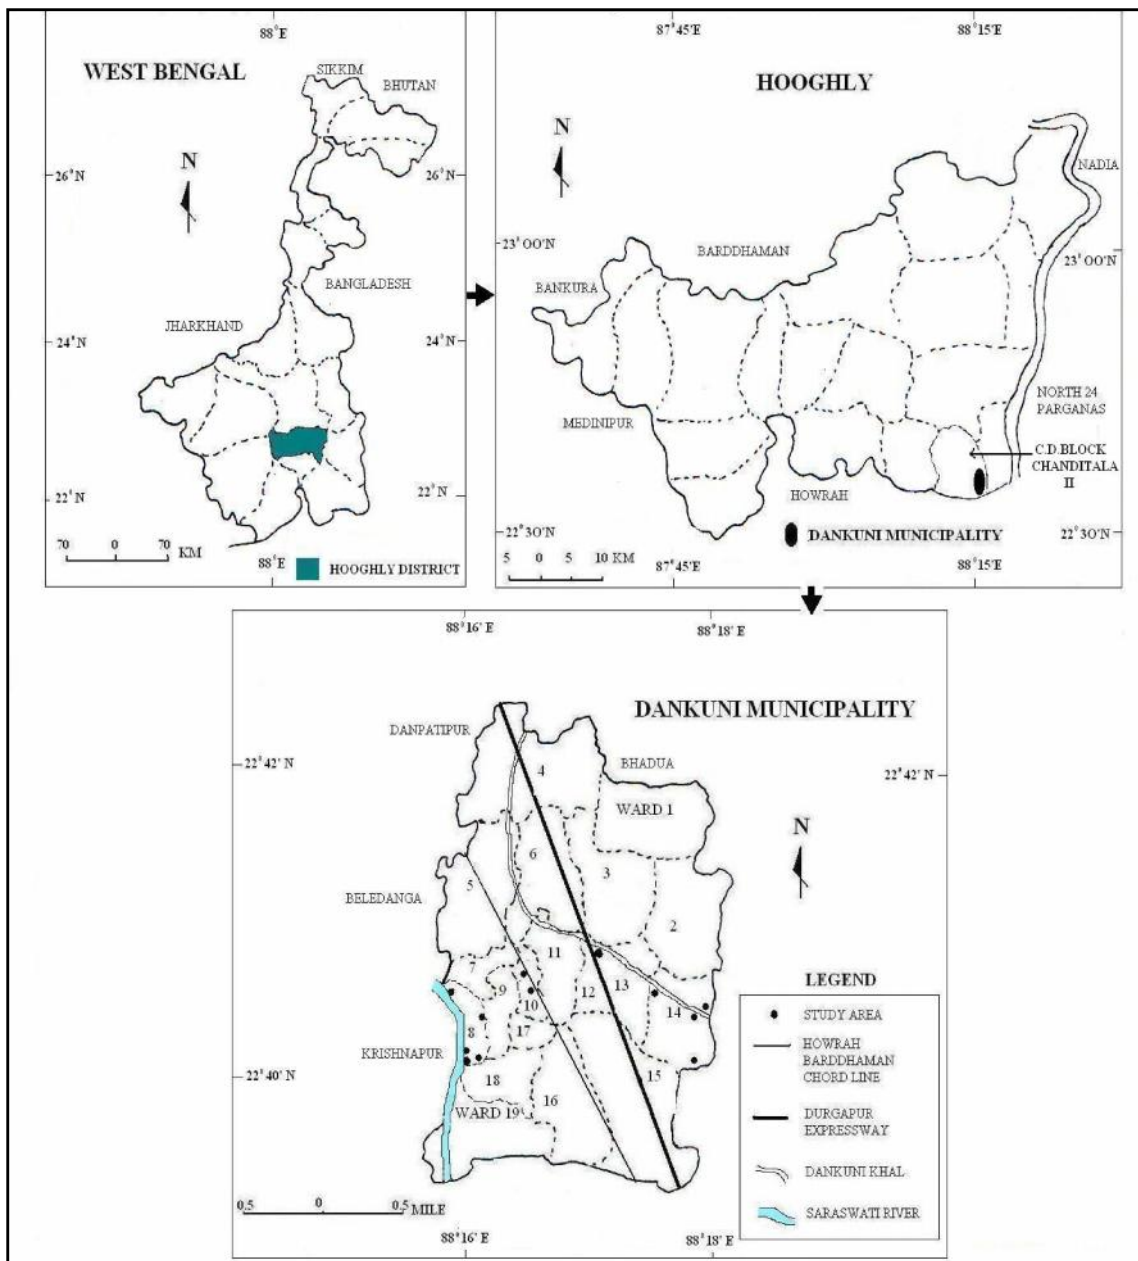 88°E
WEST BENGAL
SIKKIM
BHUTAN
N
26°N
26°N
BANGLADESH
JHARKHAND
24°N
24°N
22°N
22°N
70 0 70 KM
88°E
HOOGHLY DISTRICT
87°45'E
88°15'E
HOOGHLY
N
NADIA
23°00'N
BARDDHAMAN
23°00'N
BANKURA
NORTH 24
PARGANAS
MEDINIPUR
C.D.BLOCK
CHANDITALA
II
HOWRAH
22°30'N
DANKUNI MUNICIPALITY
22°30'N
5 0 5 10 KM
87°45'E
88°15'E
88°16' E
88°18' E
DANKUNI MUNICIPALITY
DANPATIPUR
22°42' N
4
BHADUA
22°42' N
WARD 1
N
6
3
5
BELEDANGA
2
11
7
LEGEND
9
12
13
10
14
STUDY AREA
8
17
KRISHNAPUR
HOWRAH
BARDDHAMAN
CHORD LINE
22°40' N
18
15
16
WARD 19
DURGAPUR
EXPRESSWAY
DANKUNI KHAL
0.5 0 0.5 MILE
SARASWATI RIVER
88°16' E
88°18' E